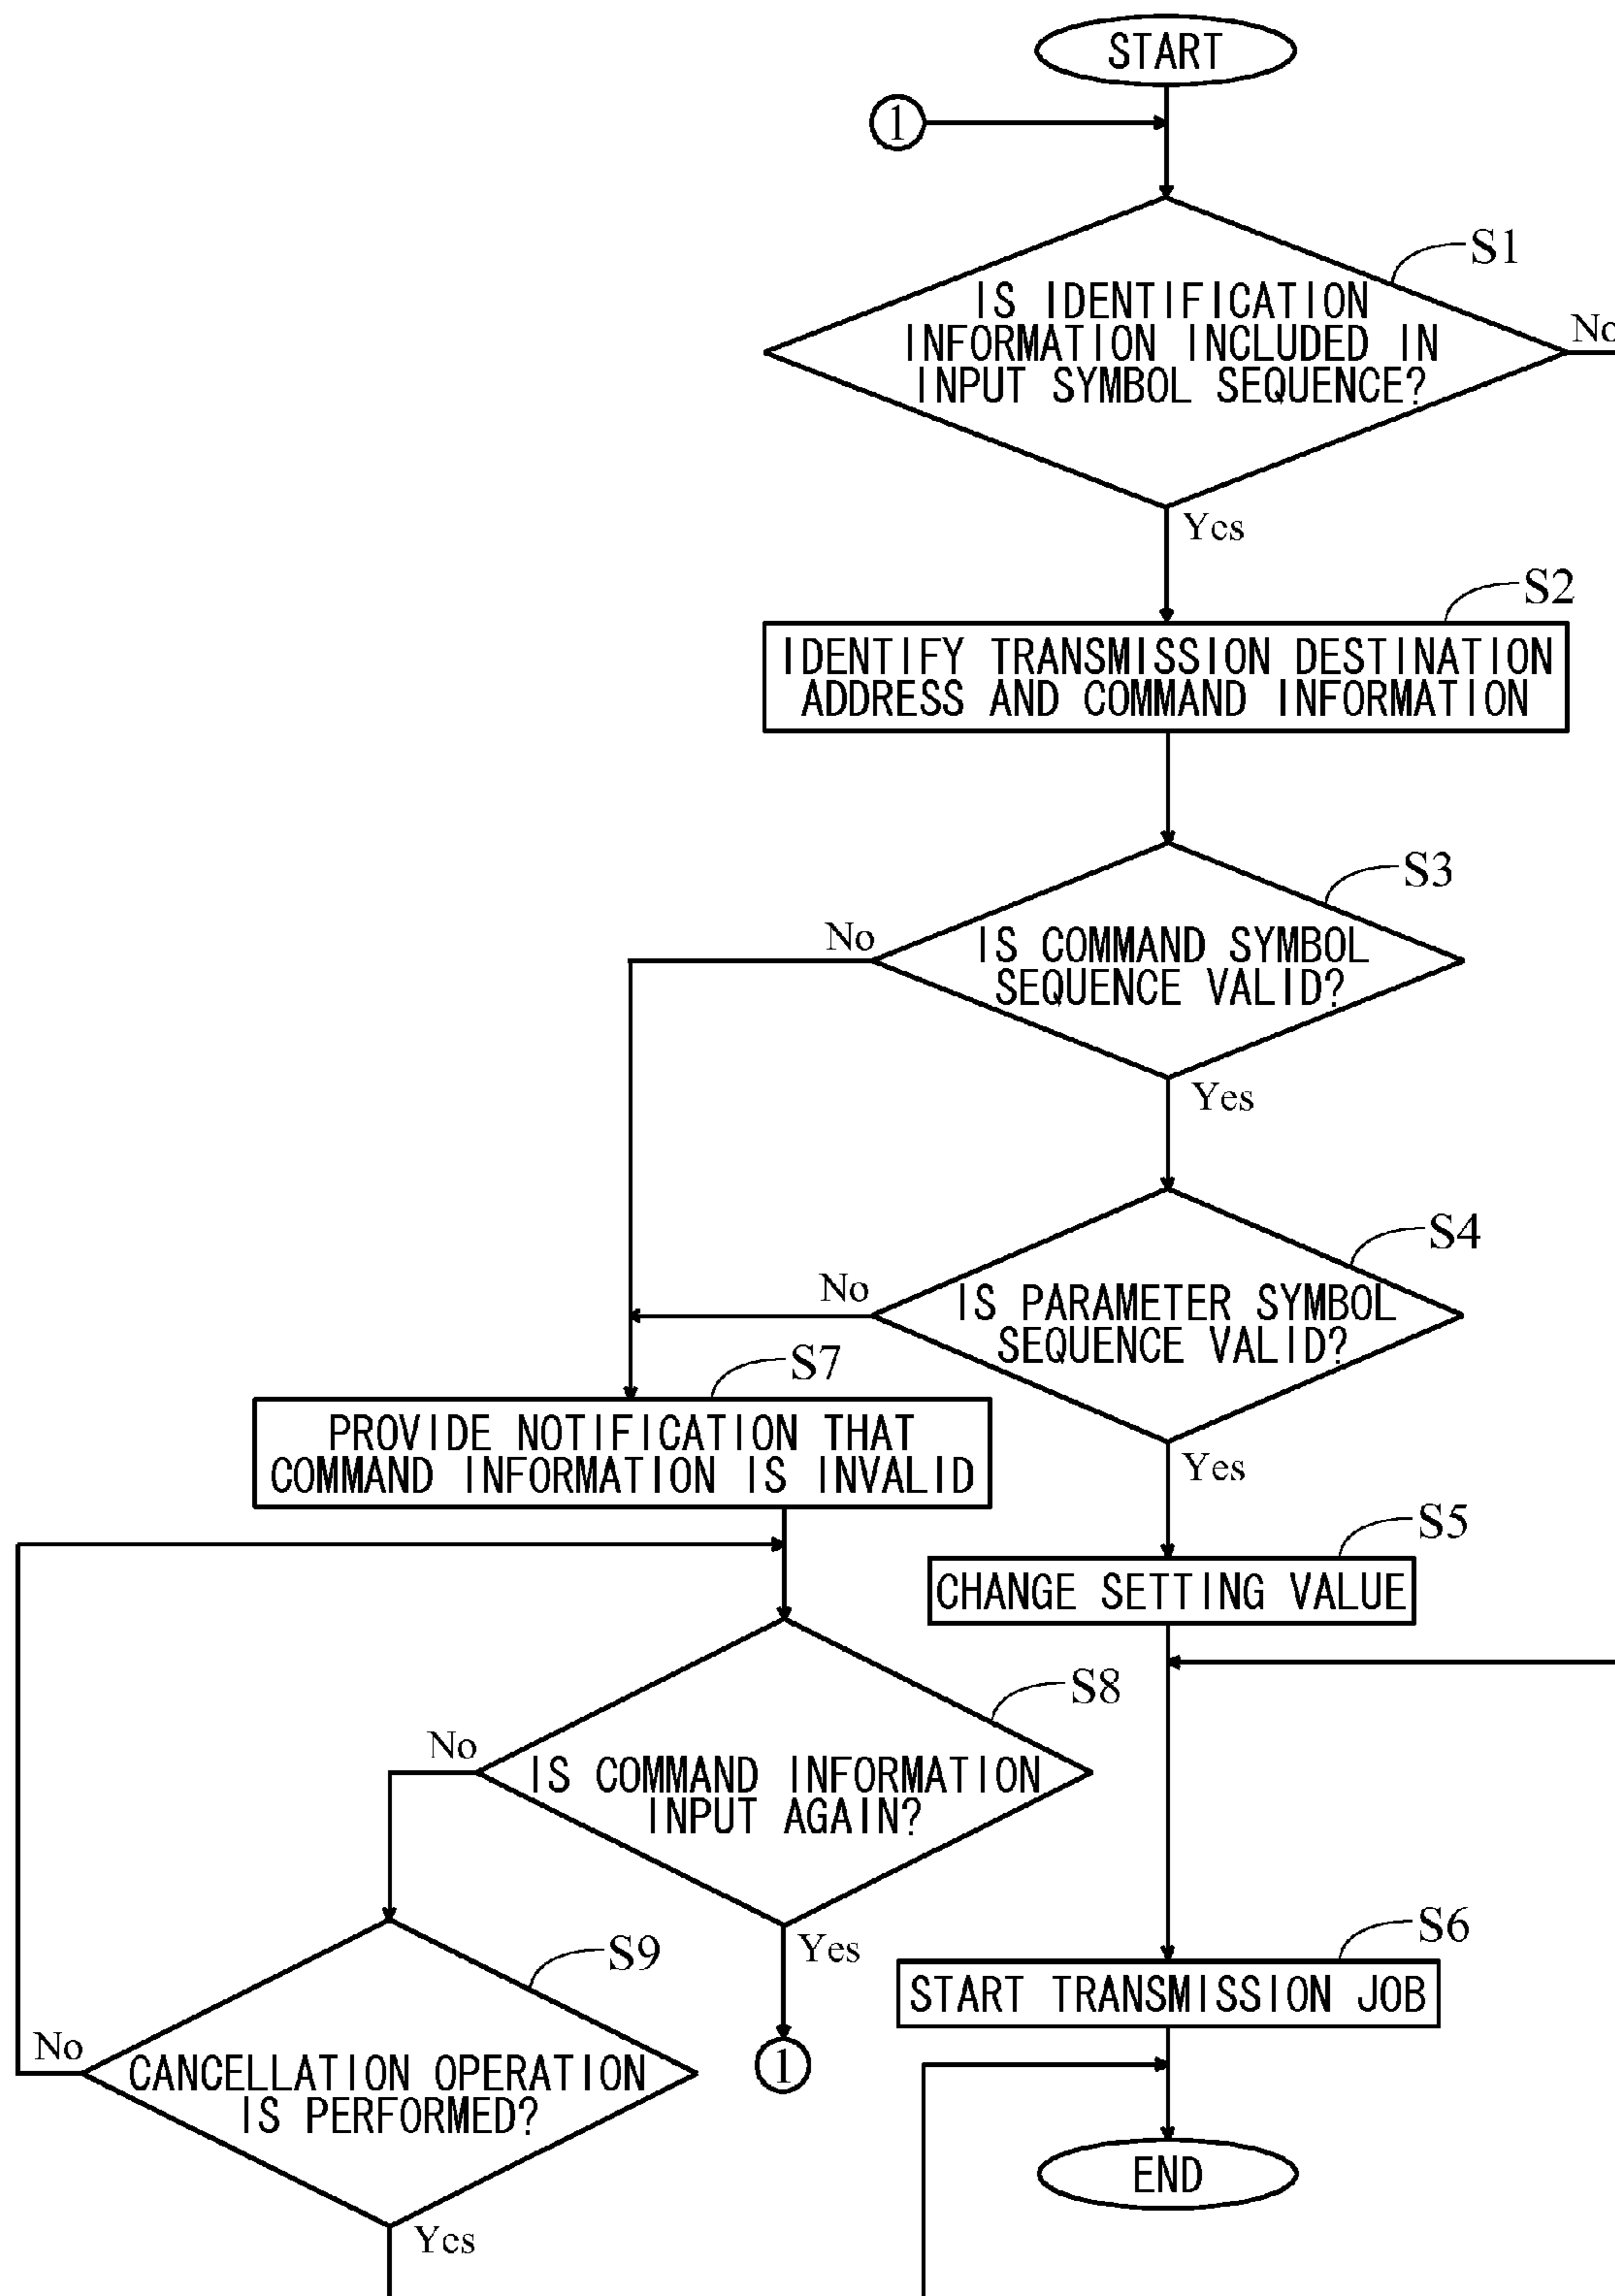 START
1
S1
IS IDENTIFICATION
INFORMATION INCLUDED IN
INPUT SYMBOL SEQUENCE?
No
Yes
S2
IDENTIFY TRANSMISSION DESTINATION
ADDRESS AND COMMAND INFORMATION
S3
No
IS COMMAND SYMBOL
SEQUENCE VALID?
Yes
S4
No
IS PARAMETER SYMBOL
SEQUENCE VALID?
Yes
S7
PROVIDE NOTIFICATION THAT
COMMAND INFORMATION IS INVALID
S5
CHANGE SETTING VALUE
S8
No
IS COMMAND INFORMATION
INPUT AGAIN?
Yes
1
S6
START TRANSMISSION JOB
S9
No
CANCELLATION OPERATION
IS PERFORMED?
Yes
END